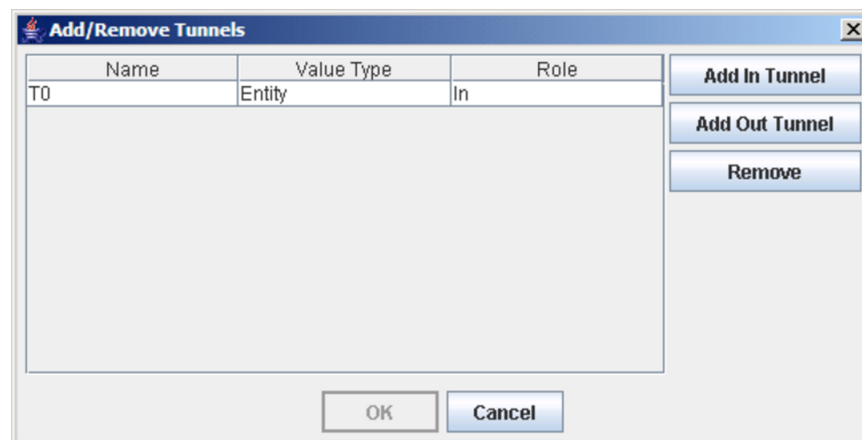 Add/Remove Tunnels
Name Value Type Role
T0 Entity In
Add In Tunnel
Add Out Tunnel
Remove
OK Cancel